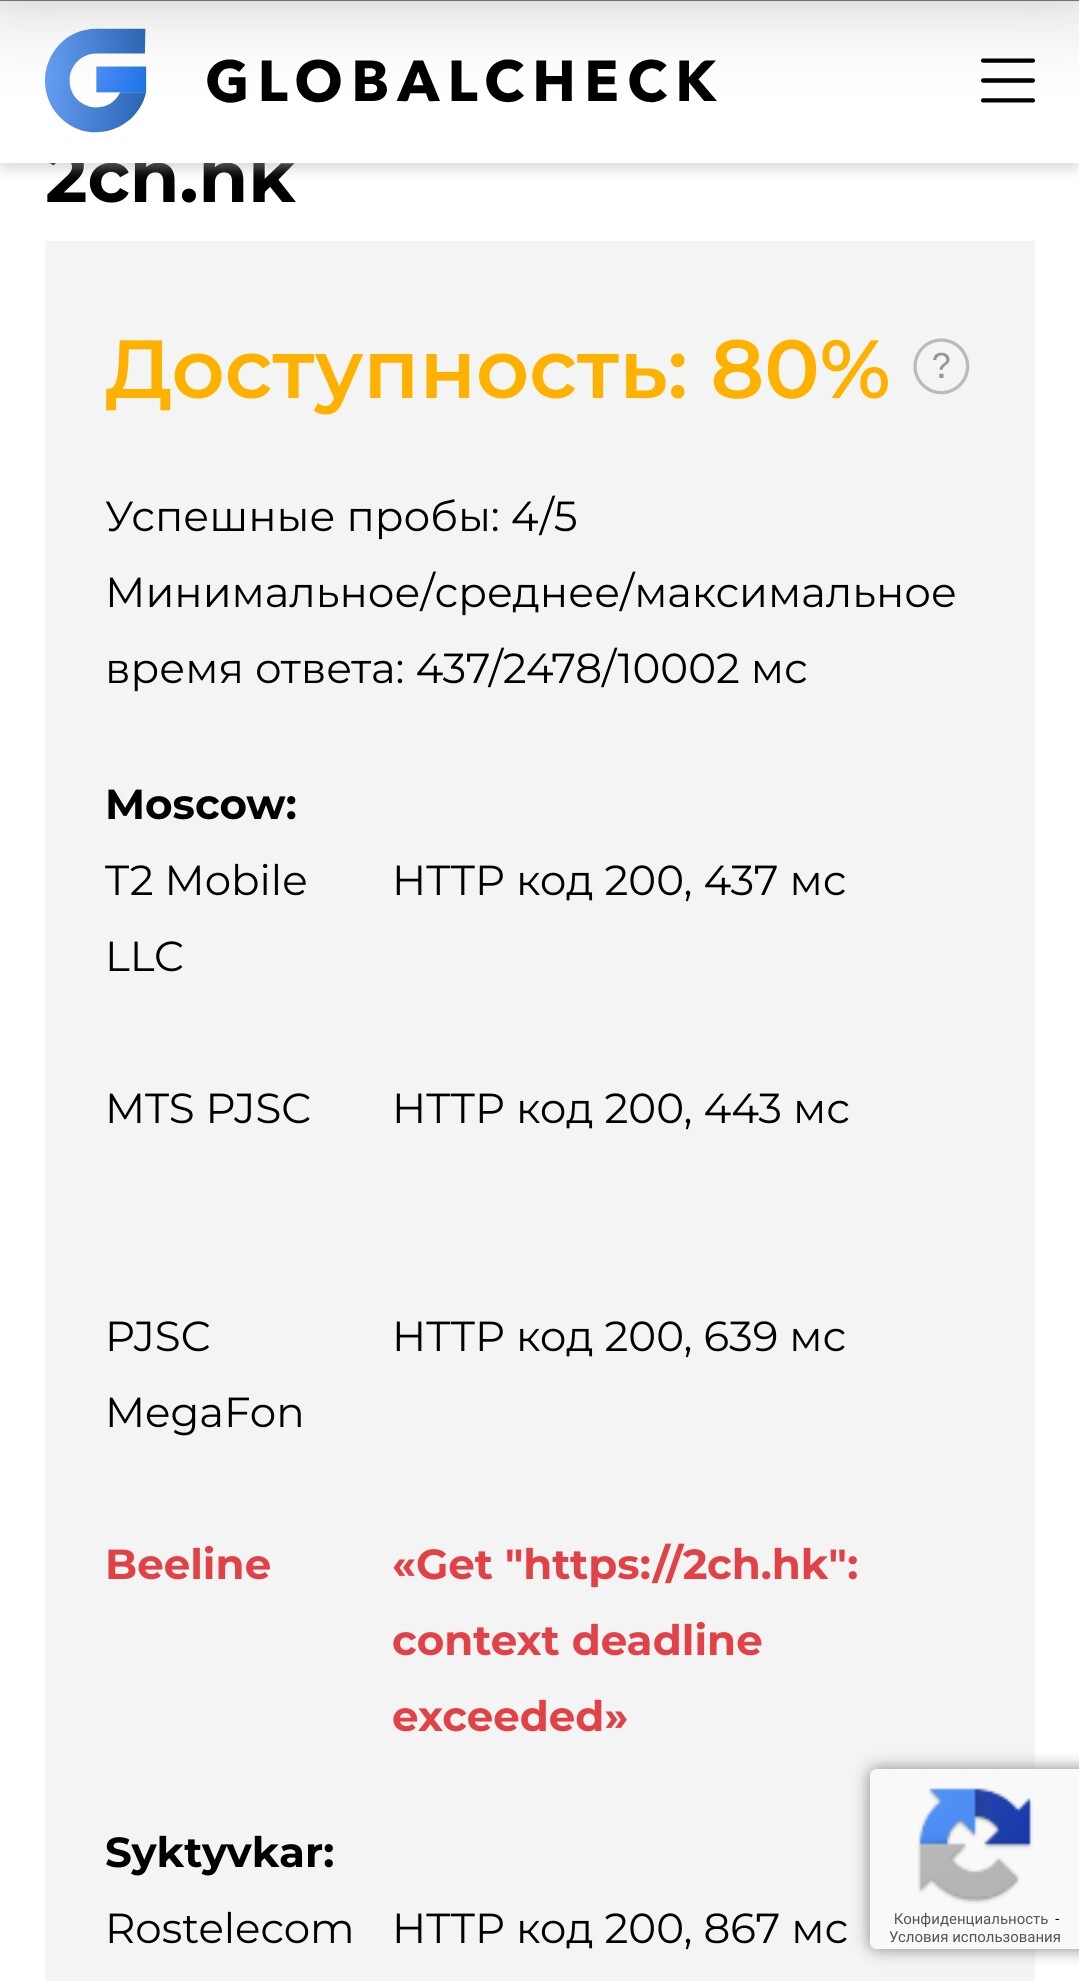 GLOBALCHECK
2ch.hk
Доступность: 80% ?
Успешные пробы: 4/5
Минимальное/среднее/максимальное
время ответа: 437/2478/10002 мс
Moscow:
T2 Mobile HTTP код 200, 437 мс
LLC
MTS PJSC HTTP код 200, 443 мс
PJSC HTTP код 200, 639 мс
MegaFon
Beeline «Get "https://2ch.hk":
context deadline
exceeded»
Syktyvkar:
Rostelecom HTTP код 200, 867 мс
Конфиденциальность -
Условия использования